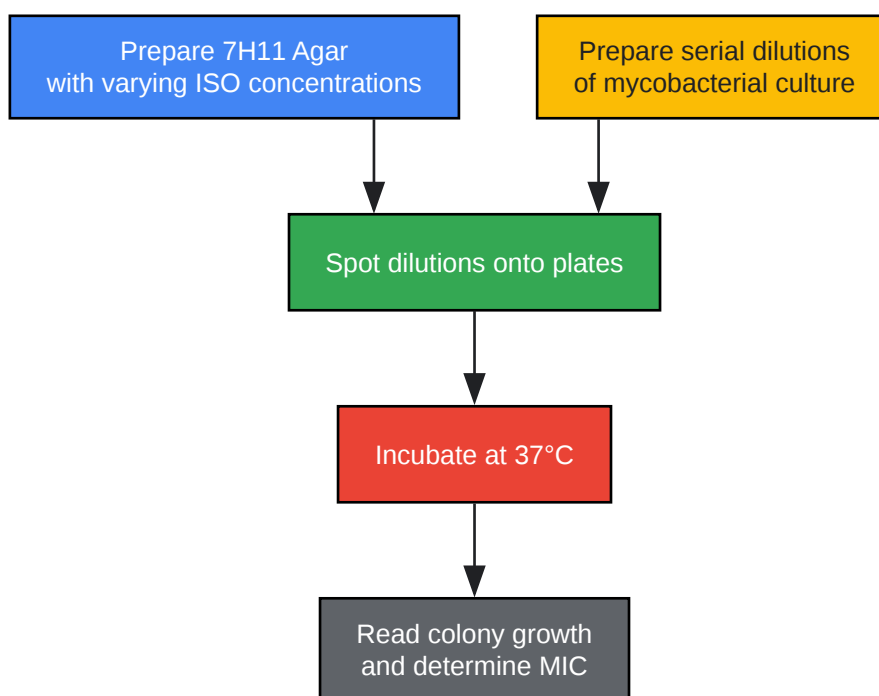 Prepare 7H11 Agar
with varying ISO concentrations
Prepare serial dilutions
of mycobacterial culture
Spot dilutions onto plates
Incubate at 37°C
Read colony growth
and determine MIC